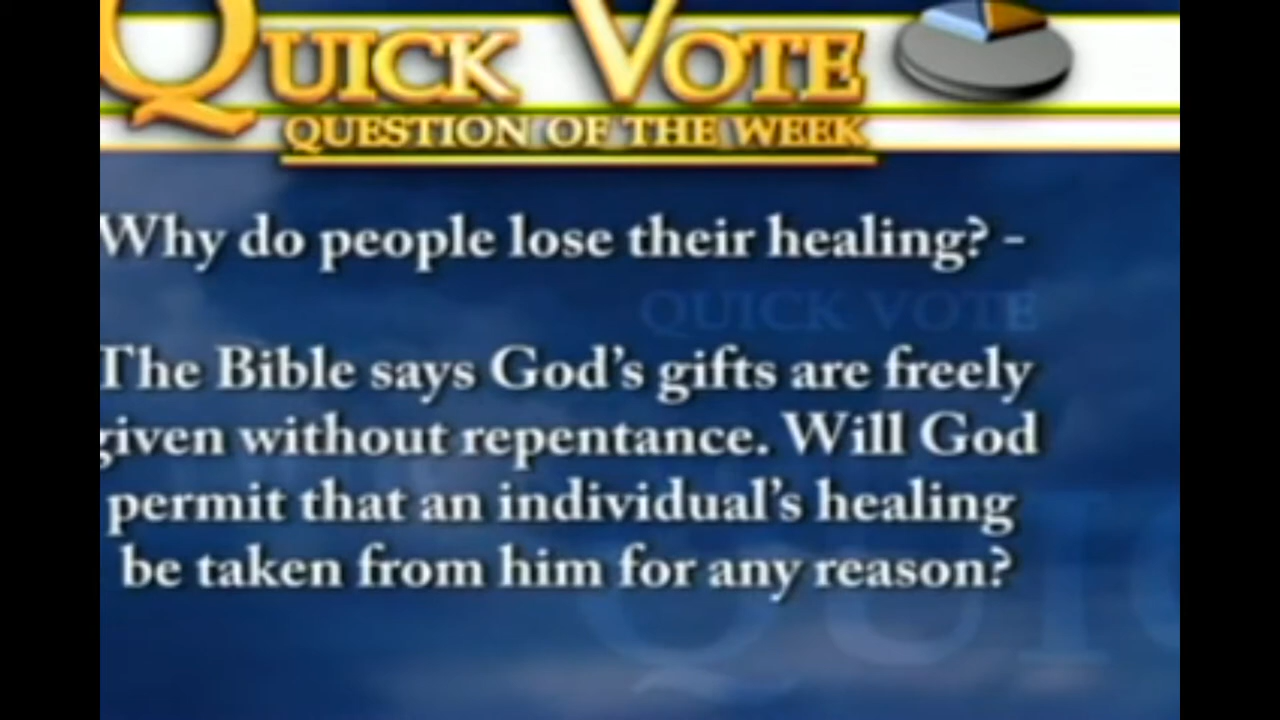 QUICK VOTE
QUESTION OF THE WEEK
Why do people lose their healing? -
QUICK VOTE
The Bible says God's gifts are freely
given without repentance. Will God
permit that an individual's healing
be taken from him for any reason?
QUIC